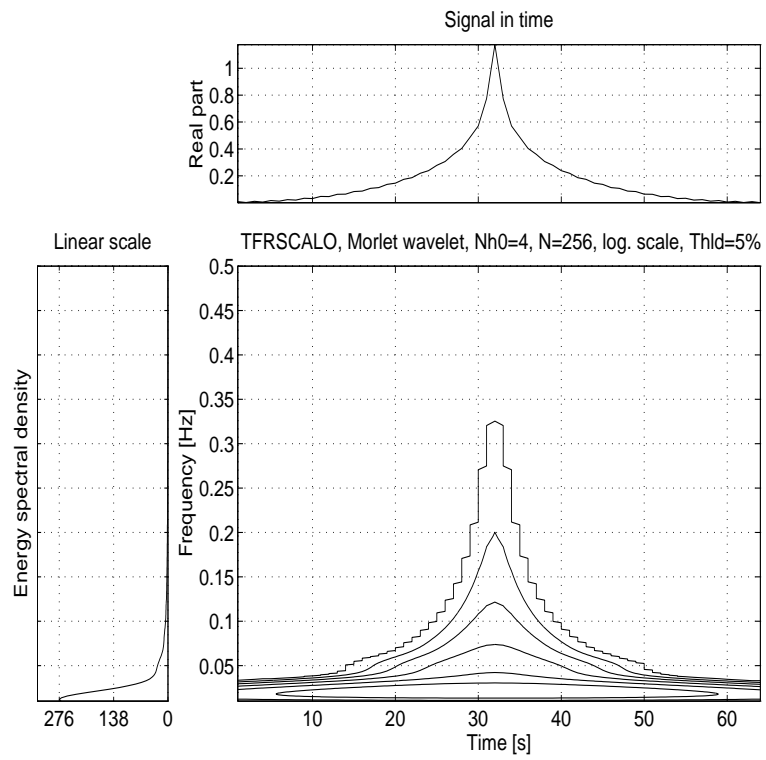 Signal in time
Real part
1
0.8
0.6
0.4
0.2
Linear scale
TFRSCALO, Morlet wavelet, Nh0=4, N=256, log. scale, Thld=5%
Energy spectral density
276 138 0
Frequency [Hz]
0.5
0.45
0.4
0.35
0.3
0.25
0.2
0.15
0.1
0.05
10 20 30 40 50 60
Time [s]